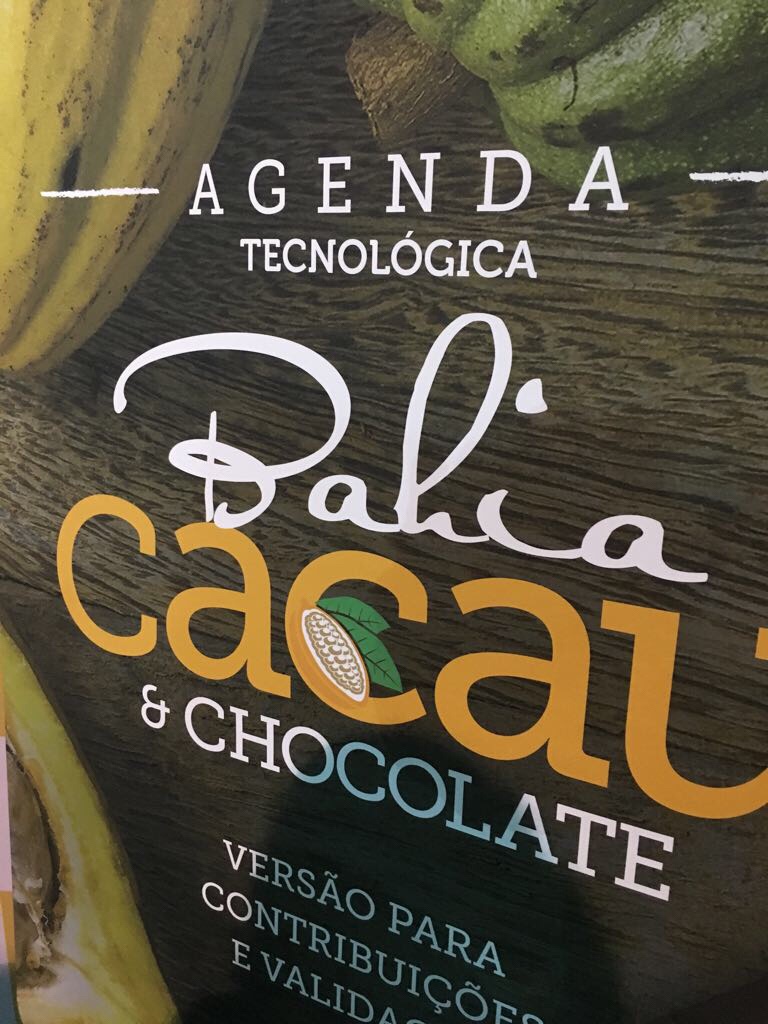 AGENDA
TECNOLÓGICA
Bahia
cacau
& CHOCOLATE
VERSÃO PARA
CONTRIBUIÇÕES
E